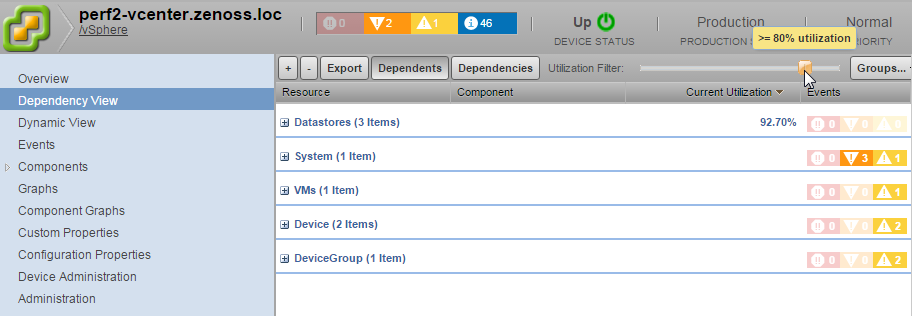 perf2-vcenter.zenoss.loc
/vSphere
0 2 1 46
Up
DEVICE STATUS
Production
PRODUCTION S
Normal
RIORITY
>= 80% utilization
Overview
Dependency View
Dynamic View
Events
Components
Graphs
Component Graphs
Custom Properties
Configuration Properties
Device Administration
Administration
+ - Export Dependents Dependencies Utilization Filter: Groups...
Resource Component Current Utilization Events
Datastores (3 Items) 92.70% 0 0 0
System (1 Item) 0 3 1
VMs (1 Item) 0 0 1
Device (2 Items) 0 0 2
DeviceGroup (1 Item) 0 0 2